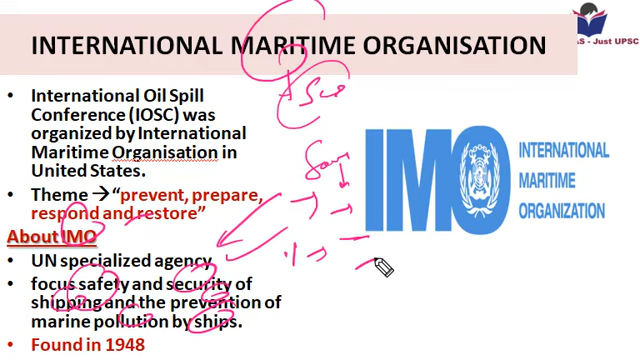 INTERNATIONAL MARITIME ORGANISATION
AS - Just UPSC
• International Oil Spill
Conference (IOSC) was
organized by International
Maritime Organisation in
United States.
• Theme → “prevent, prepare,
respond and restore”
About IMO
• UN specialized agency
• focus safety and security of
shipping and the prevention of
marine pollution by ships.
• Found in 1948
IMO
INTERNATIONAL
MARITIME
ORGANIZATION